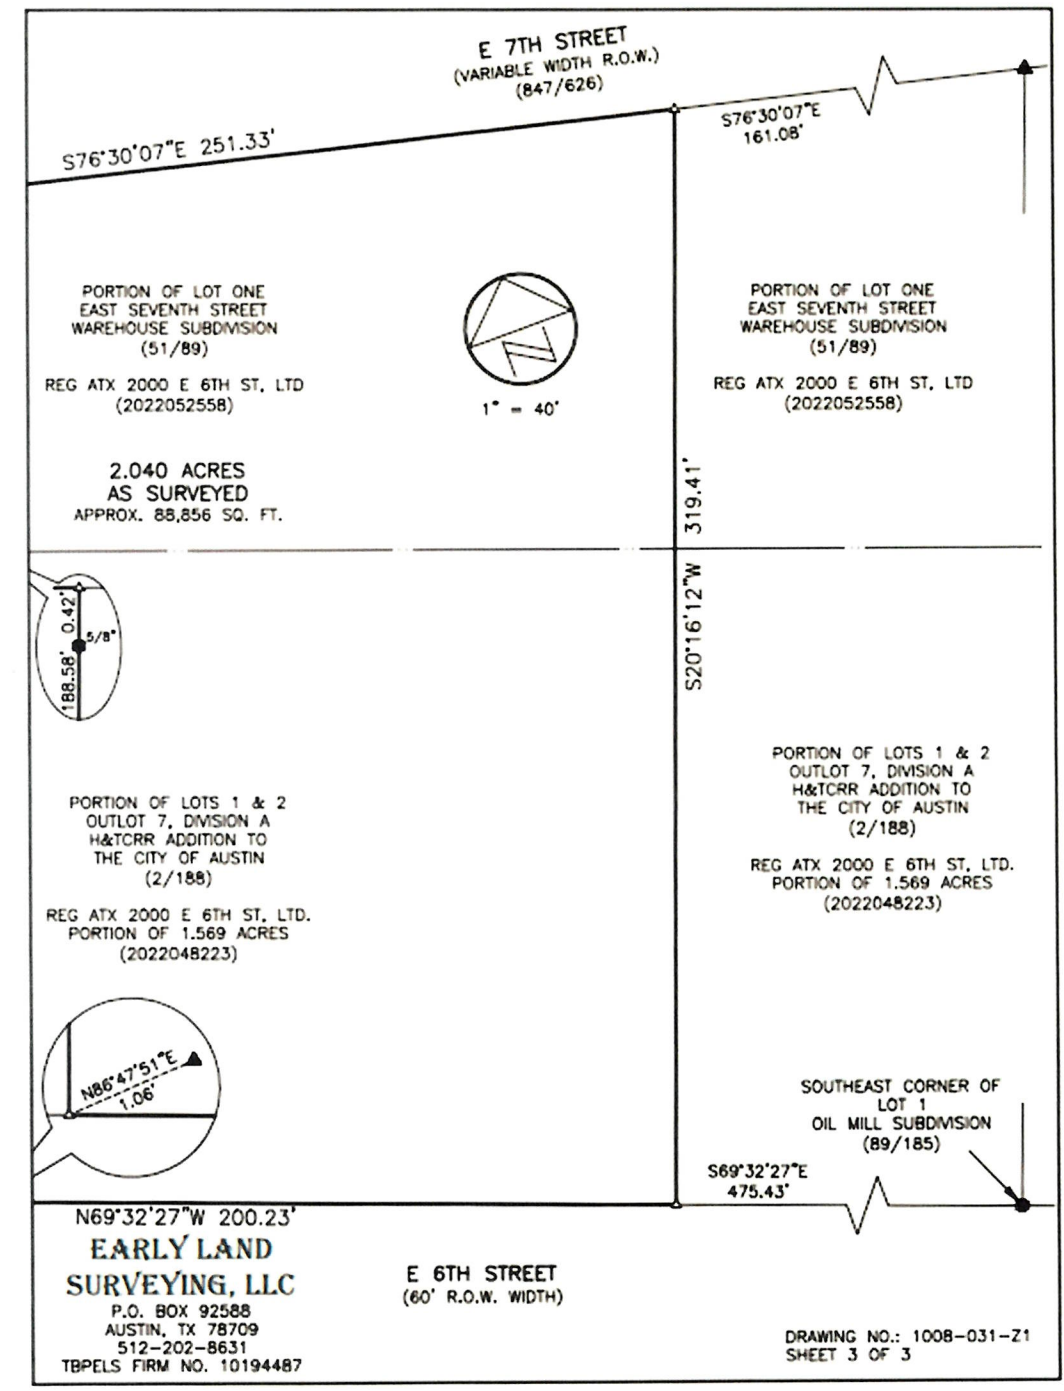 E 7TH STREET
(VARIABLE WIDTH R.O.W.)
(847/626)
S76°30'07"E 251.33'
S76°30'07"E
161.08'
PORTION OF LOT ONE
EAST SEVENTH STREET
WAREHOUSE SUBDIVISION
(51/89)
REG ATX 2000 E 6TH ST, LTD
(2022052558)
N
1" = 40'
PORTION OF LOT ONE
EAST SEVENTH STREET
WAREHOUSE SUBDIVISION
(51/89)
REG ATX 2000 E 6TH ST, LTD
(2022052558)
2.040 ACRES
AS SURVEYED
APPROX. 88,856 SQ. FT.
S20°16'12"W 319.41'
188.58' 0.42'
5/8"
PORTION OF LOTS 1 & 2
OUTLOT 7, DIVISION A
H&TCRR ADDITION TO
THE CITY OF AUSTIN
(2/188)
REG ATX 2000 E 6TH ST, LTD.
PORTION OF 1.569 ACRES
(2022048223)
PORTION OF LOTS 1 & 2
OUTLOT 7, DIVISION A
H&TCRR ADDITION TO
THE CITY OF AUSTIN
(2/188)
REG ATX 2000 E 6TH ST, LTD.
PORTION OF 1.569 ACRES
(2022048223)
N86°47'51"E
1.06'
SOUTHEAST CORNER OF
LOT 1
OIL MILL SUBDIVISION
(89/185)
S69°32'27"E
475.43'
N69°32'27"W 200.23'
EARLY LAND
SURVEYING, LLC
P.O. BOX 92588
AUSTIN, TX 78709
512-202-8631
TBPELS FIRM NO. 10194487
E 6TH STREET
(60' R.O.W. WIDTH)
DRAWING NO.: 1008-031-Z1
SHEET 3 OF 3